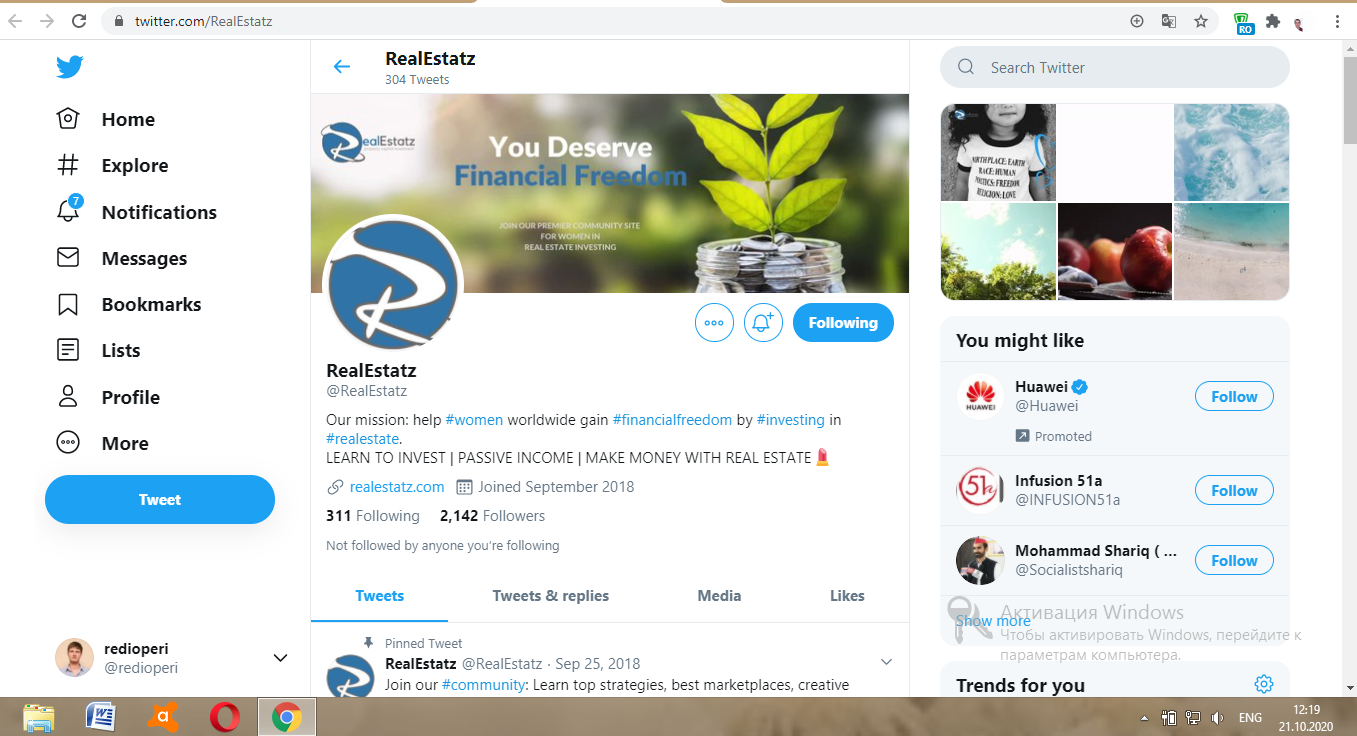 twitter.com/RealEstatz
RO
Home
Explore
7
Notifications
Messages
Bookmarks
Lists
Profile
More
Tweet
redioperi
@redioperi
RealEstatz
304 Tweets
ealEstatz
You Deserve
Financial Freedom
JOIN OUR PREMIER COMMUNITY SITE
FOR WOMEN IN
REAL ESTATE INVESTING
Following
RealEstatz
@RealEstatz
Our mission: help #women worldwide gain #financialfreedom by #investing in
#realestate.
LEARN TO INVEST | PASSIVE INCOME | MAKE MONEY WITH REAL ESTATE
realestatz.com Joined September 2018
311 Following 2,142 Followers
Not followed by anyone you're following
Tweets Tweets & replies Media Likes
Pinned Tweet
RealEstatz @RealEstatz · Sep 25, 2018
Join our #community: Learn top strategies, best marketplaces, creative
Search Twitter
BIRTHPLACE: EARTH
RACE: HUMAN
POLITICS: FREEDOM
RELIGION: LOVE
You might like
HUAWEI
Huawei
@Huawei
Follow
Promoted
51a
Infusion 51a
@INFUSION51a
Follow
Mohammad Shariq ( ...
@Socialistshariq
Follow
Show more
Активация Windows
Чтобы активировать Windows, перейдите к
параметрам компьютера.
Trends for you
ENG
12:19
21.10.2020